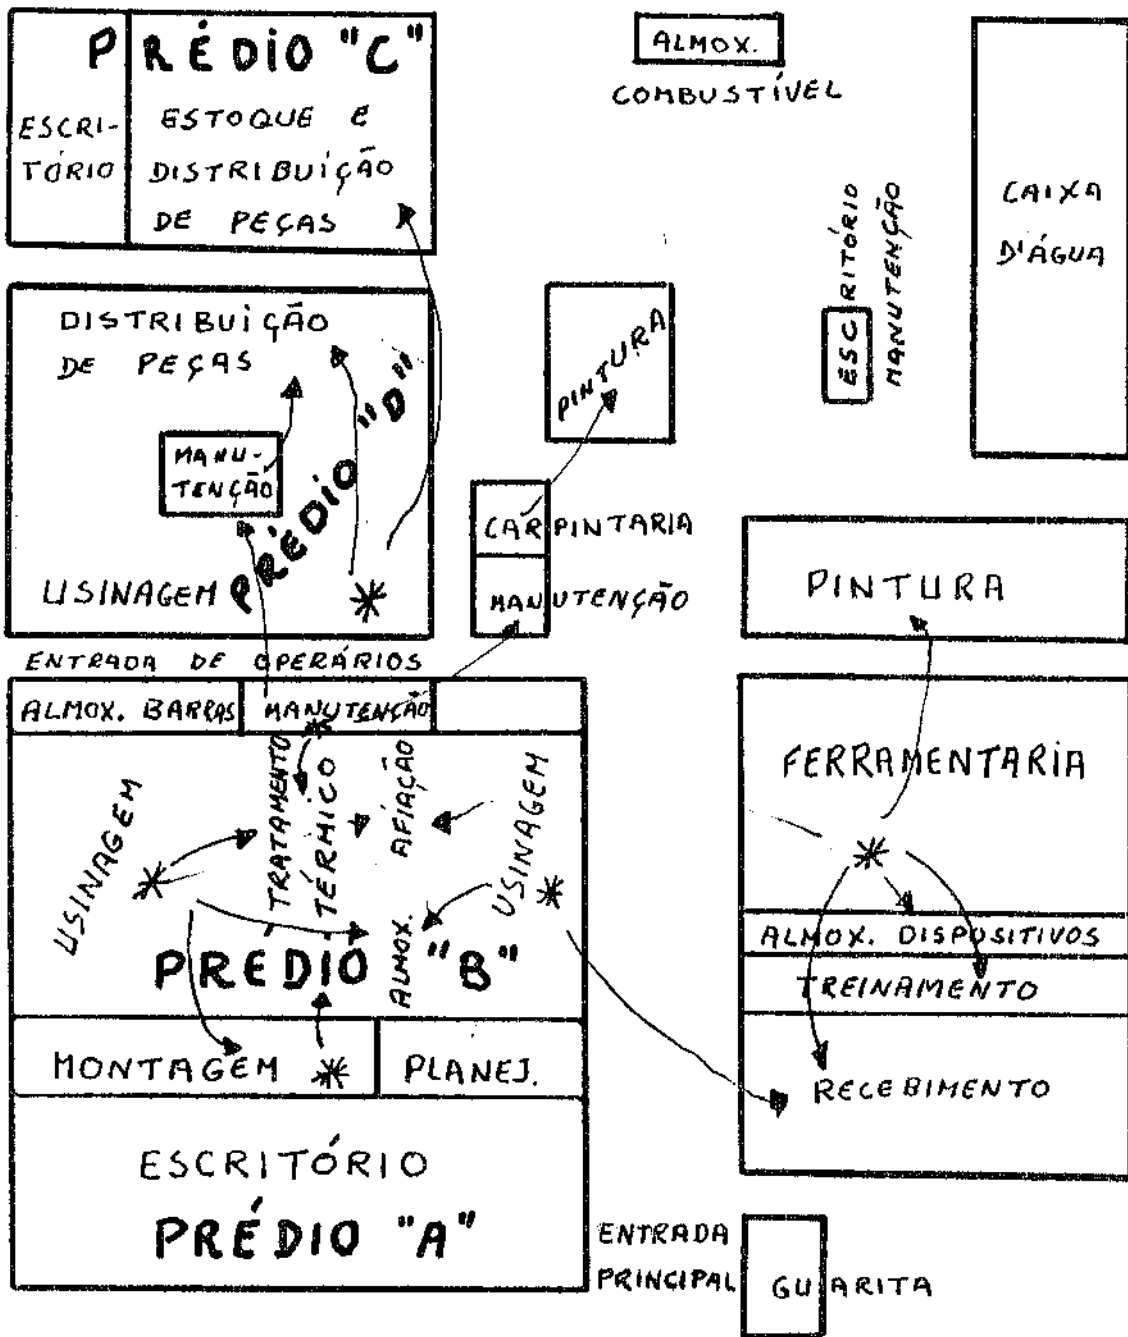 PRÉDIO "C"
ESCRI-
TÓRIO
ESTOQUE e
DISTRIBUIÇÃO
DE PEÇAS
ALMOX.
COMBUSTÍVEL
CAIXA
D'ÁGUA
ESCRITÓRIO
MANUTENÇÃO
DISTRIBUIÇÃO
DE PEÇAS
MANU-
TENÇÃO
PRÉDIO "D"
USINAGEM
PINTURA
CARPINTARIA
MANUTENÇÃO
PINTURA
ENTRADA DE OPERÁRIOS
ALMOX. BARRAS
MANUTENÇÃO
USINAGEM
TRATAMENTO
TÉRMICO
AFIAÇÃO
ALMOX.
USINAGEM
PRÉDIO "B"
MONTAGEM
PLANEJ.
ESCRITÓRIO
PRÉDIO "A"
FERRAMENTARIA
ALMOX. DISPOSITIVOS
TREINAMENTO
RECEBIMENTO
ENTRADA
PRINCIPAL
GUARITA